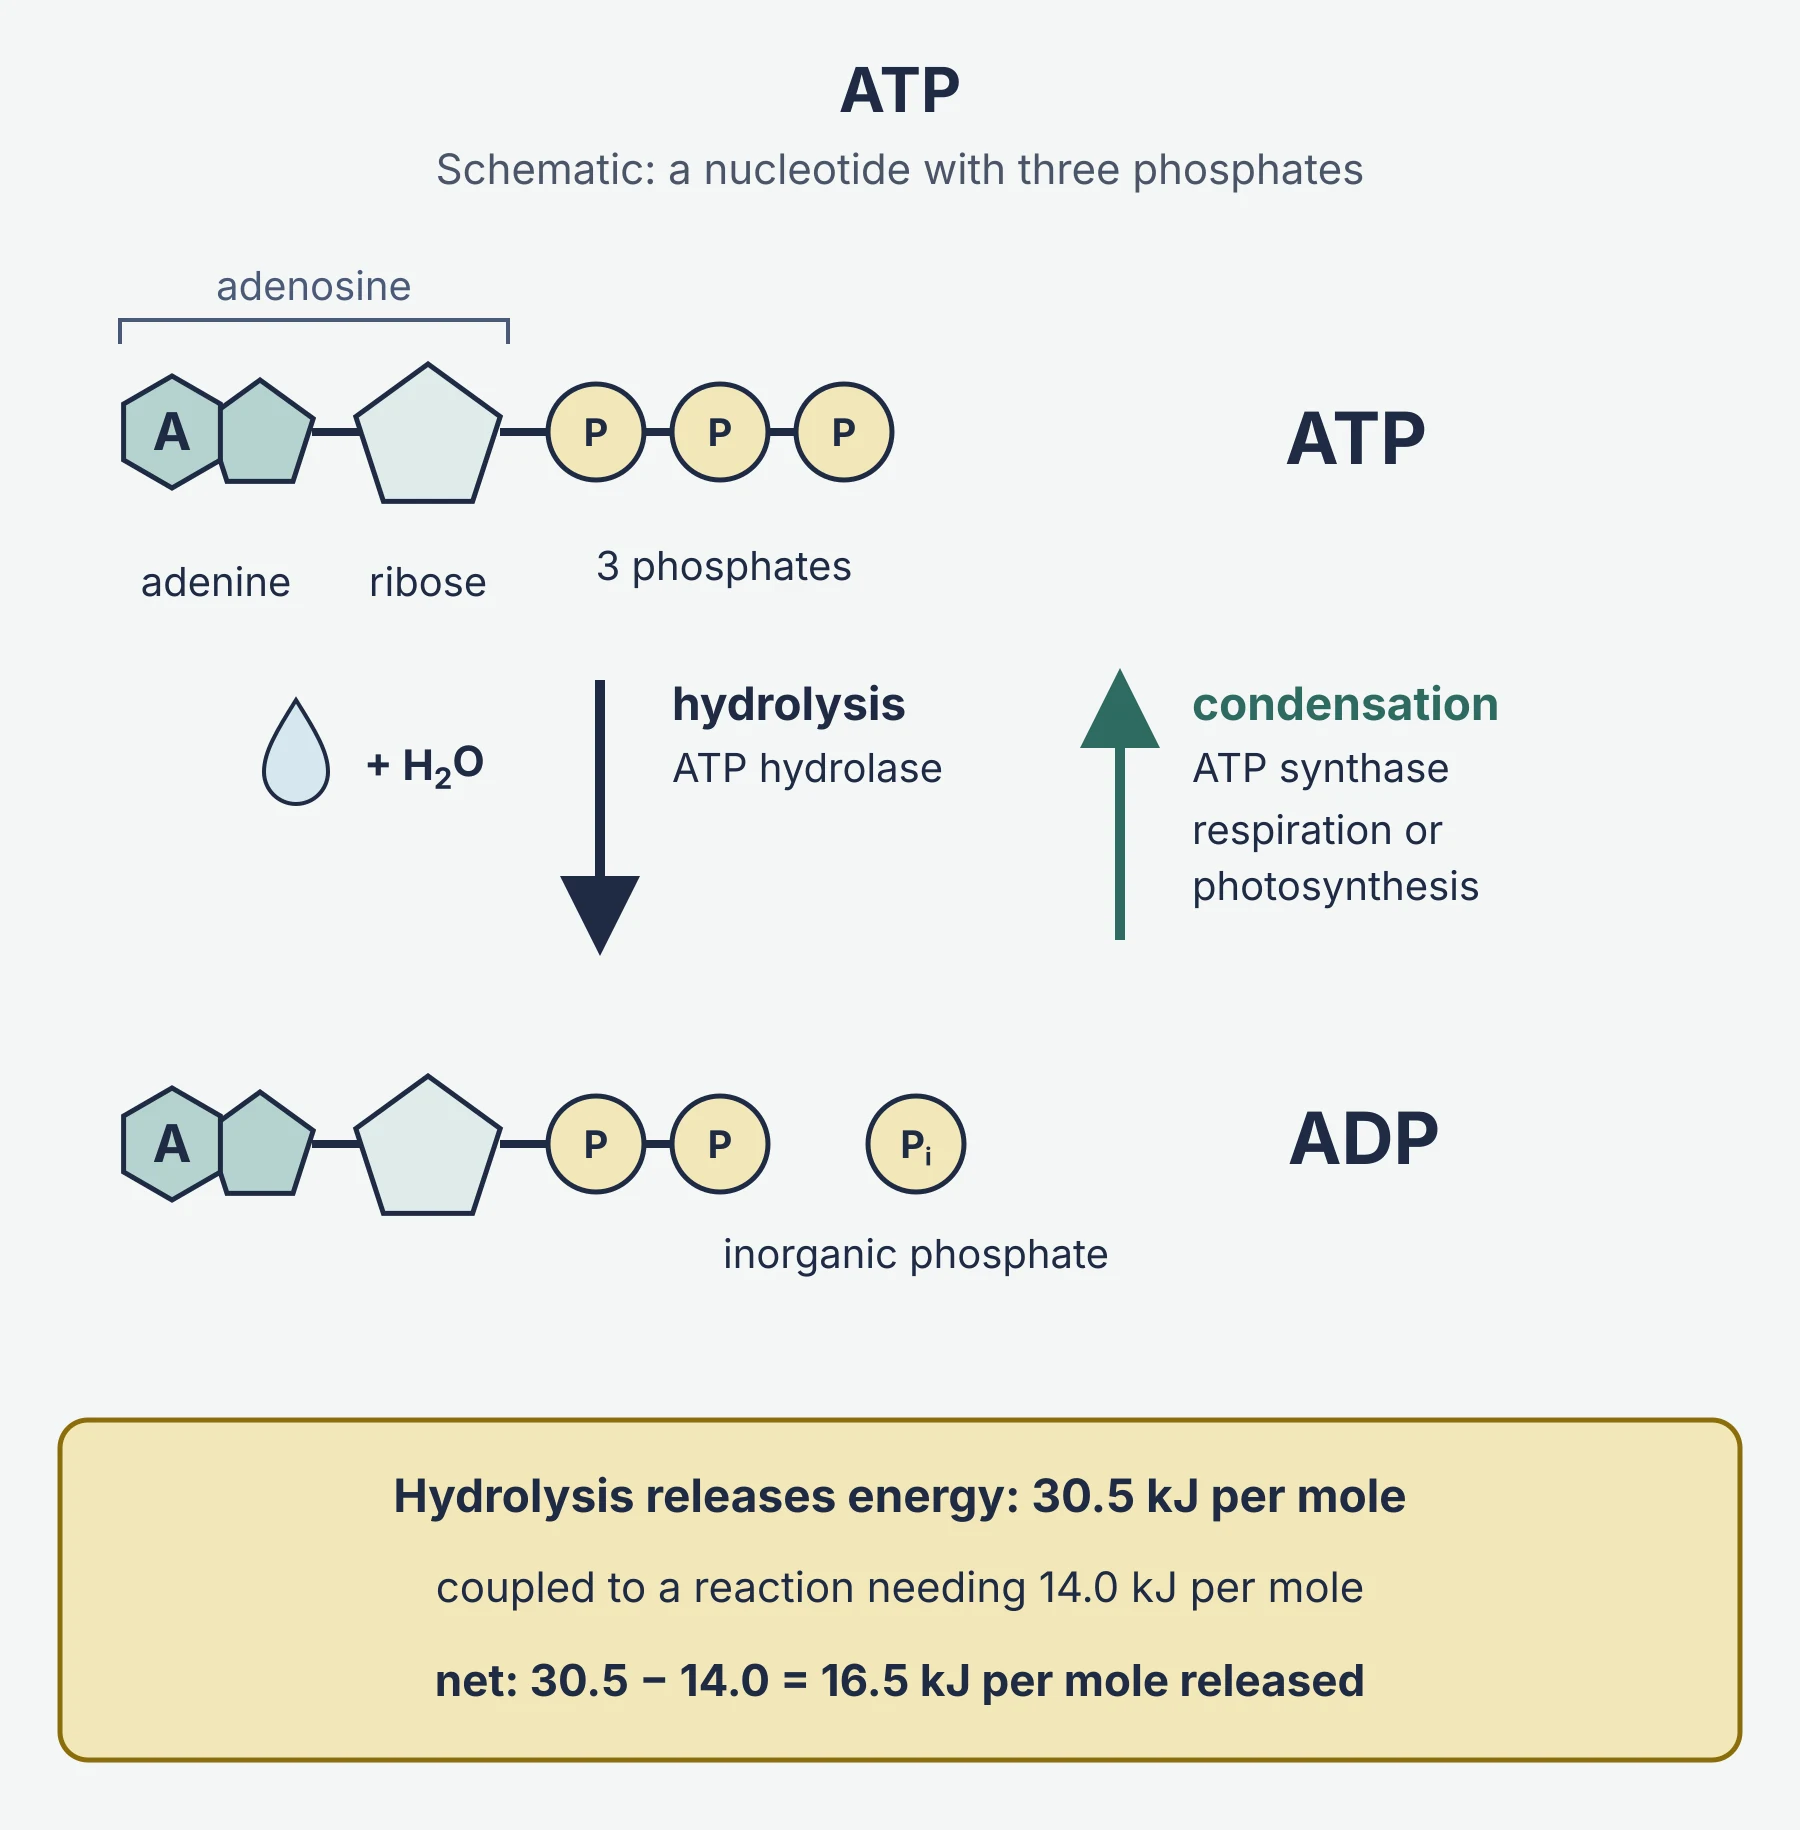 ATP
Schematic: a nucleotide with three phosphates
adenosine
A P P P ATP
adenine ribose 3 phosphates
+ H₂O
hydrolysis
ATP hydrolase
condensation
ATP synthase
respiration or
photosynthesis
A P P Pᵢ ADP
inorganic phosphate
Hydrolysis releases energy: 30.5 kJ per mole
coupled to a reaction needing 14.0 kJ per mole
net: 30.5 − 14.0 = 16.5 kJ per mole released